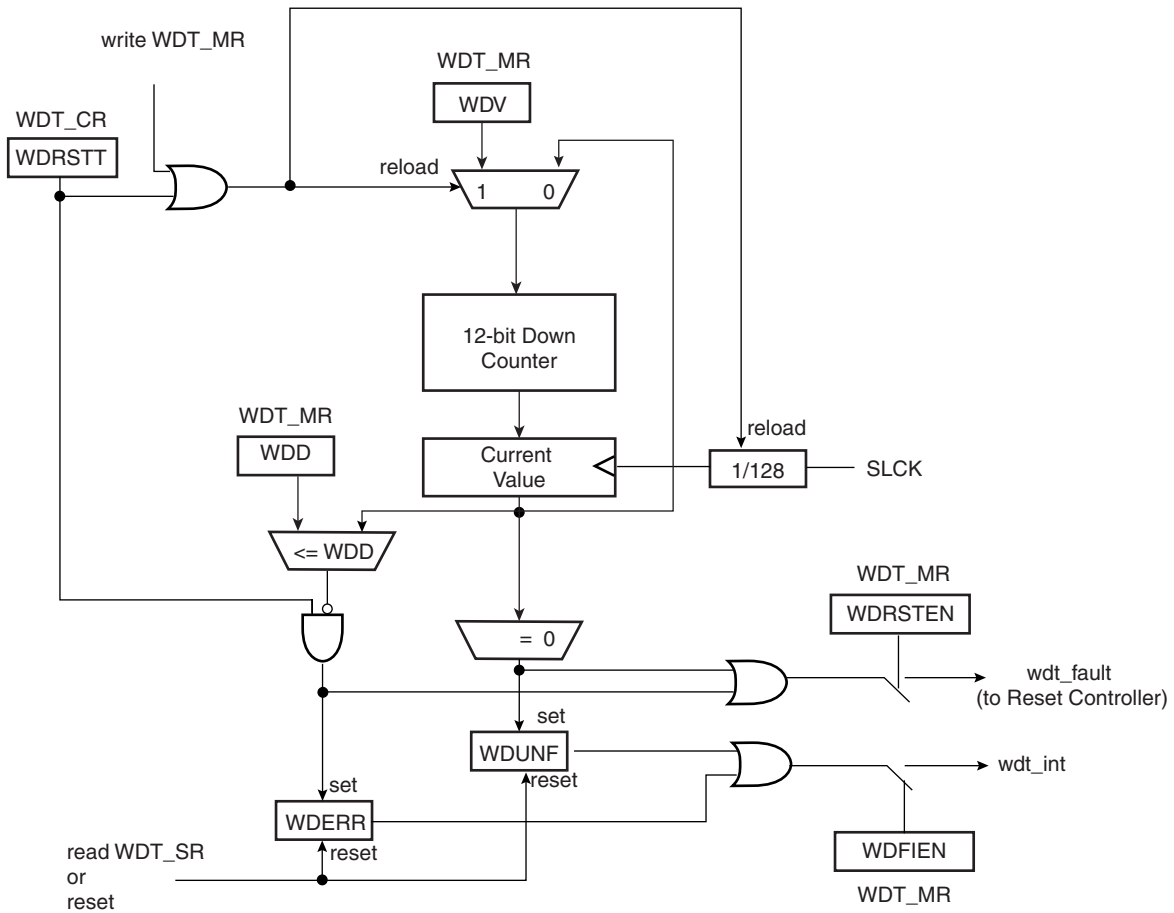 write WDT_MR
WDT_MR
WDV
WDT_CR
WDRSTT
reload
1 0
12-bit Down
Counter
WDT_MR
WDD
reload
Current
Value
1/128
SLCK
<= WDD
WDT_MR
WDRSTEN
= 0
wdt_fault
(to Reset Controller)
set
WDUNF
reset
wdt_int
set
WDERR
reset
WDFIEN
read WDT_SR
or
reset
WDT_MR